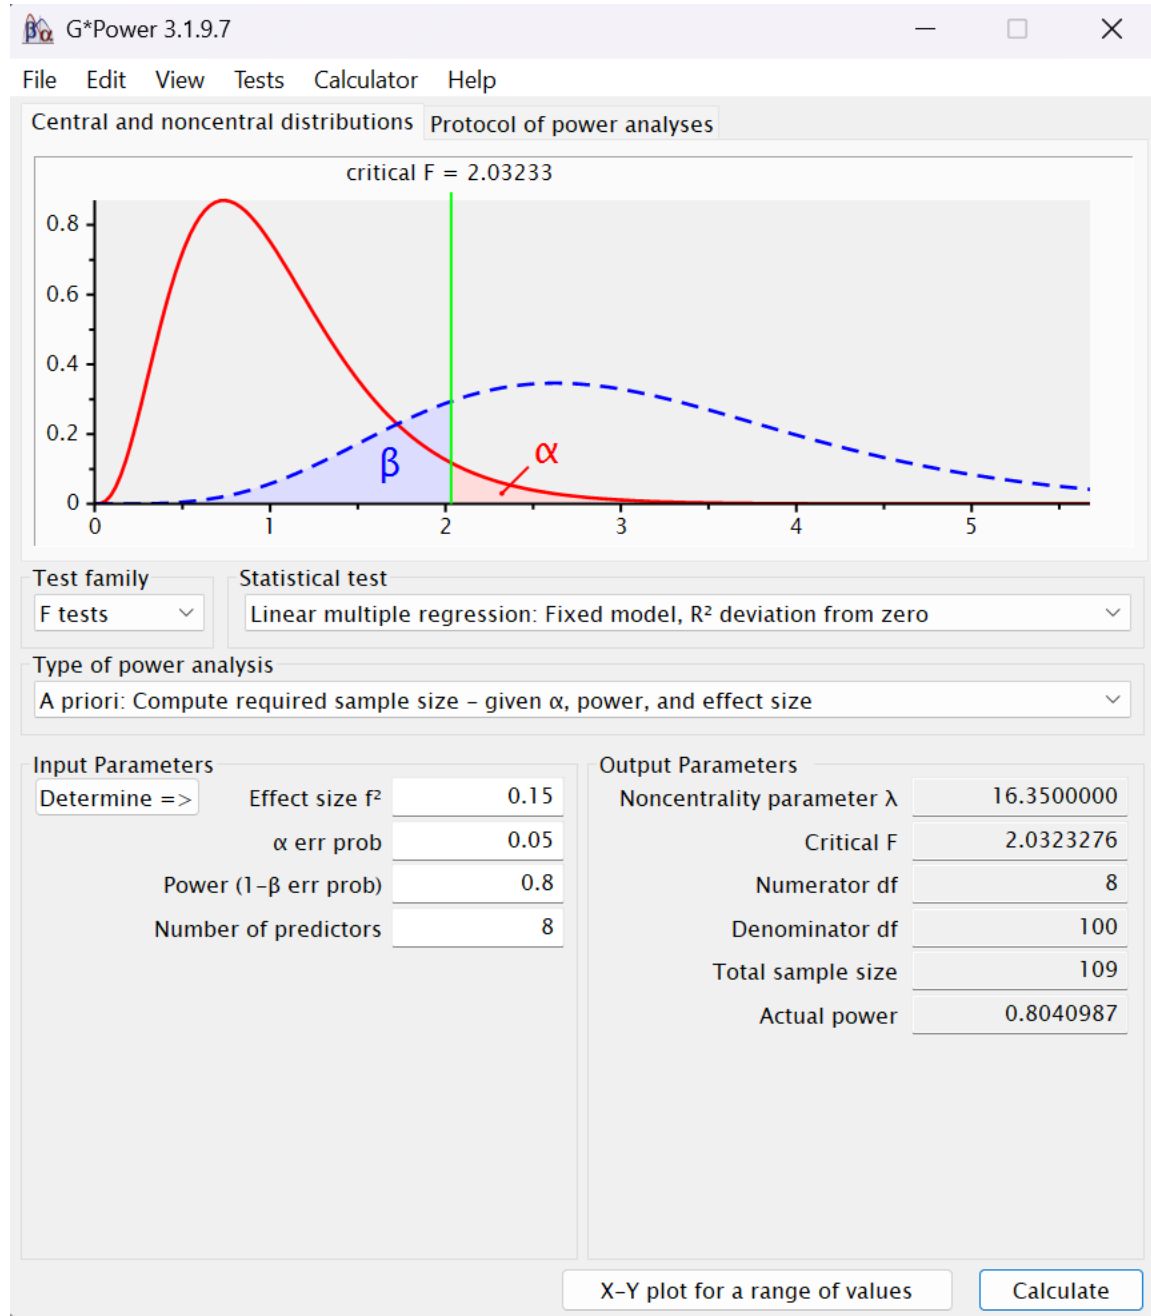 βα G*Power 3.1.9.7
File Edit View Tests Calculator Help
Central and noncentral distributions Protocol of power analyses
critical F = 2.03233
0.8
0.6
0.4
0.2
0
β
α
0 1 2 3 4 5
Test family Statistical test
F tests Linear multiple regression: Fixed model, R² deviation from zero
Type of power analysis
A priori: Compute required sample size – given α, power, and effect size
Input Parameters
Determine => Effect size f² 0.15
α err prob 0.05
Power (1–β err prob) 0.8
Number of predictors 8
Output Parameters
Noncentrality parameter λ 16.3500000
Critical F 2.0323276
Numerator df 8
Denominator df 100
Total sample size 109
Actual power 0.8040987
X–Y plot for a range of values Calculate